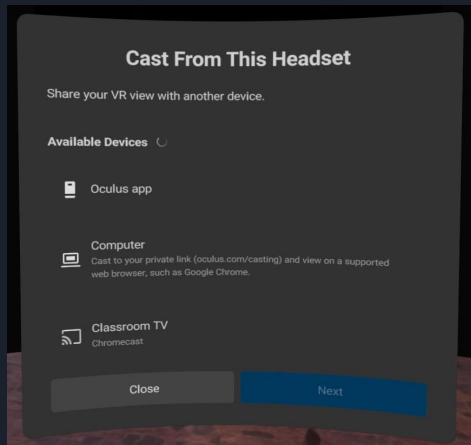 Cast From This Headset
Share your VR view with another device.
Available Devices
Oculus app
Computer
Cast to your private link (oculus.com/casting) and view on a supported
web browser, such as Google Chrome.
Classroom TV
Chromecast
Close
Next